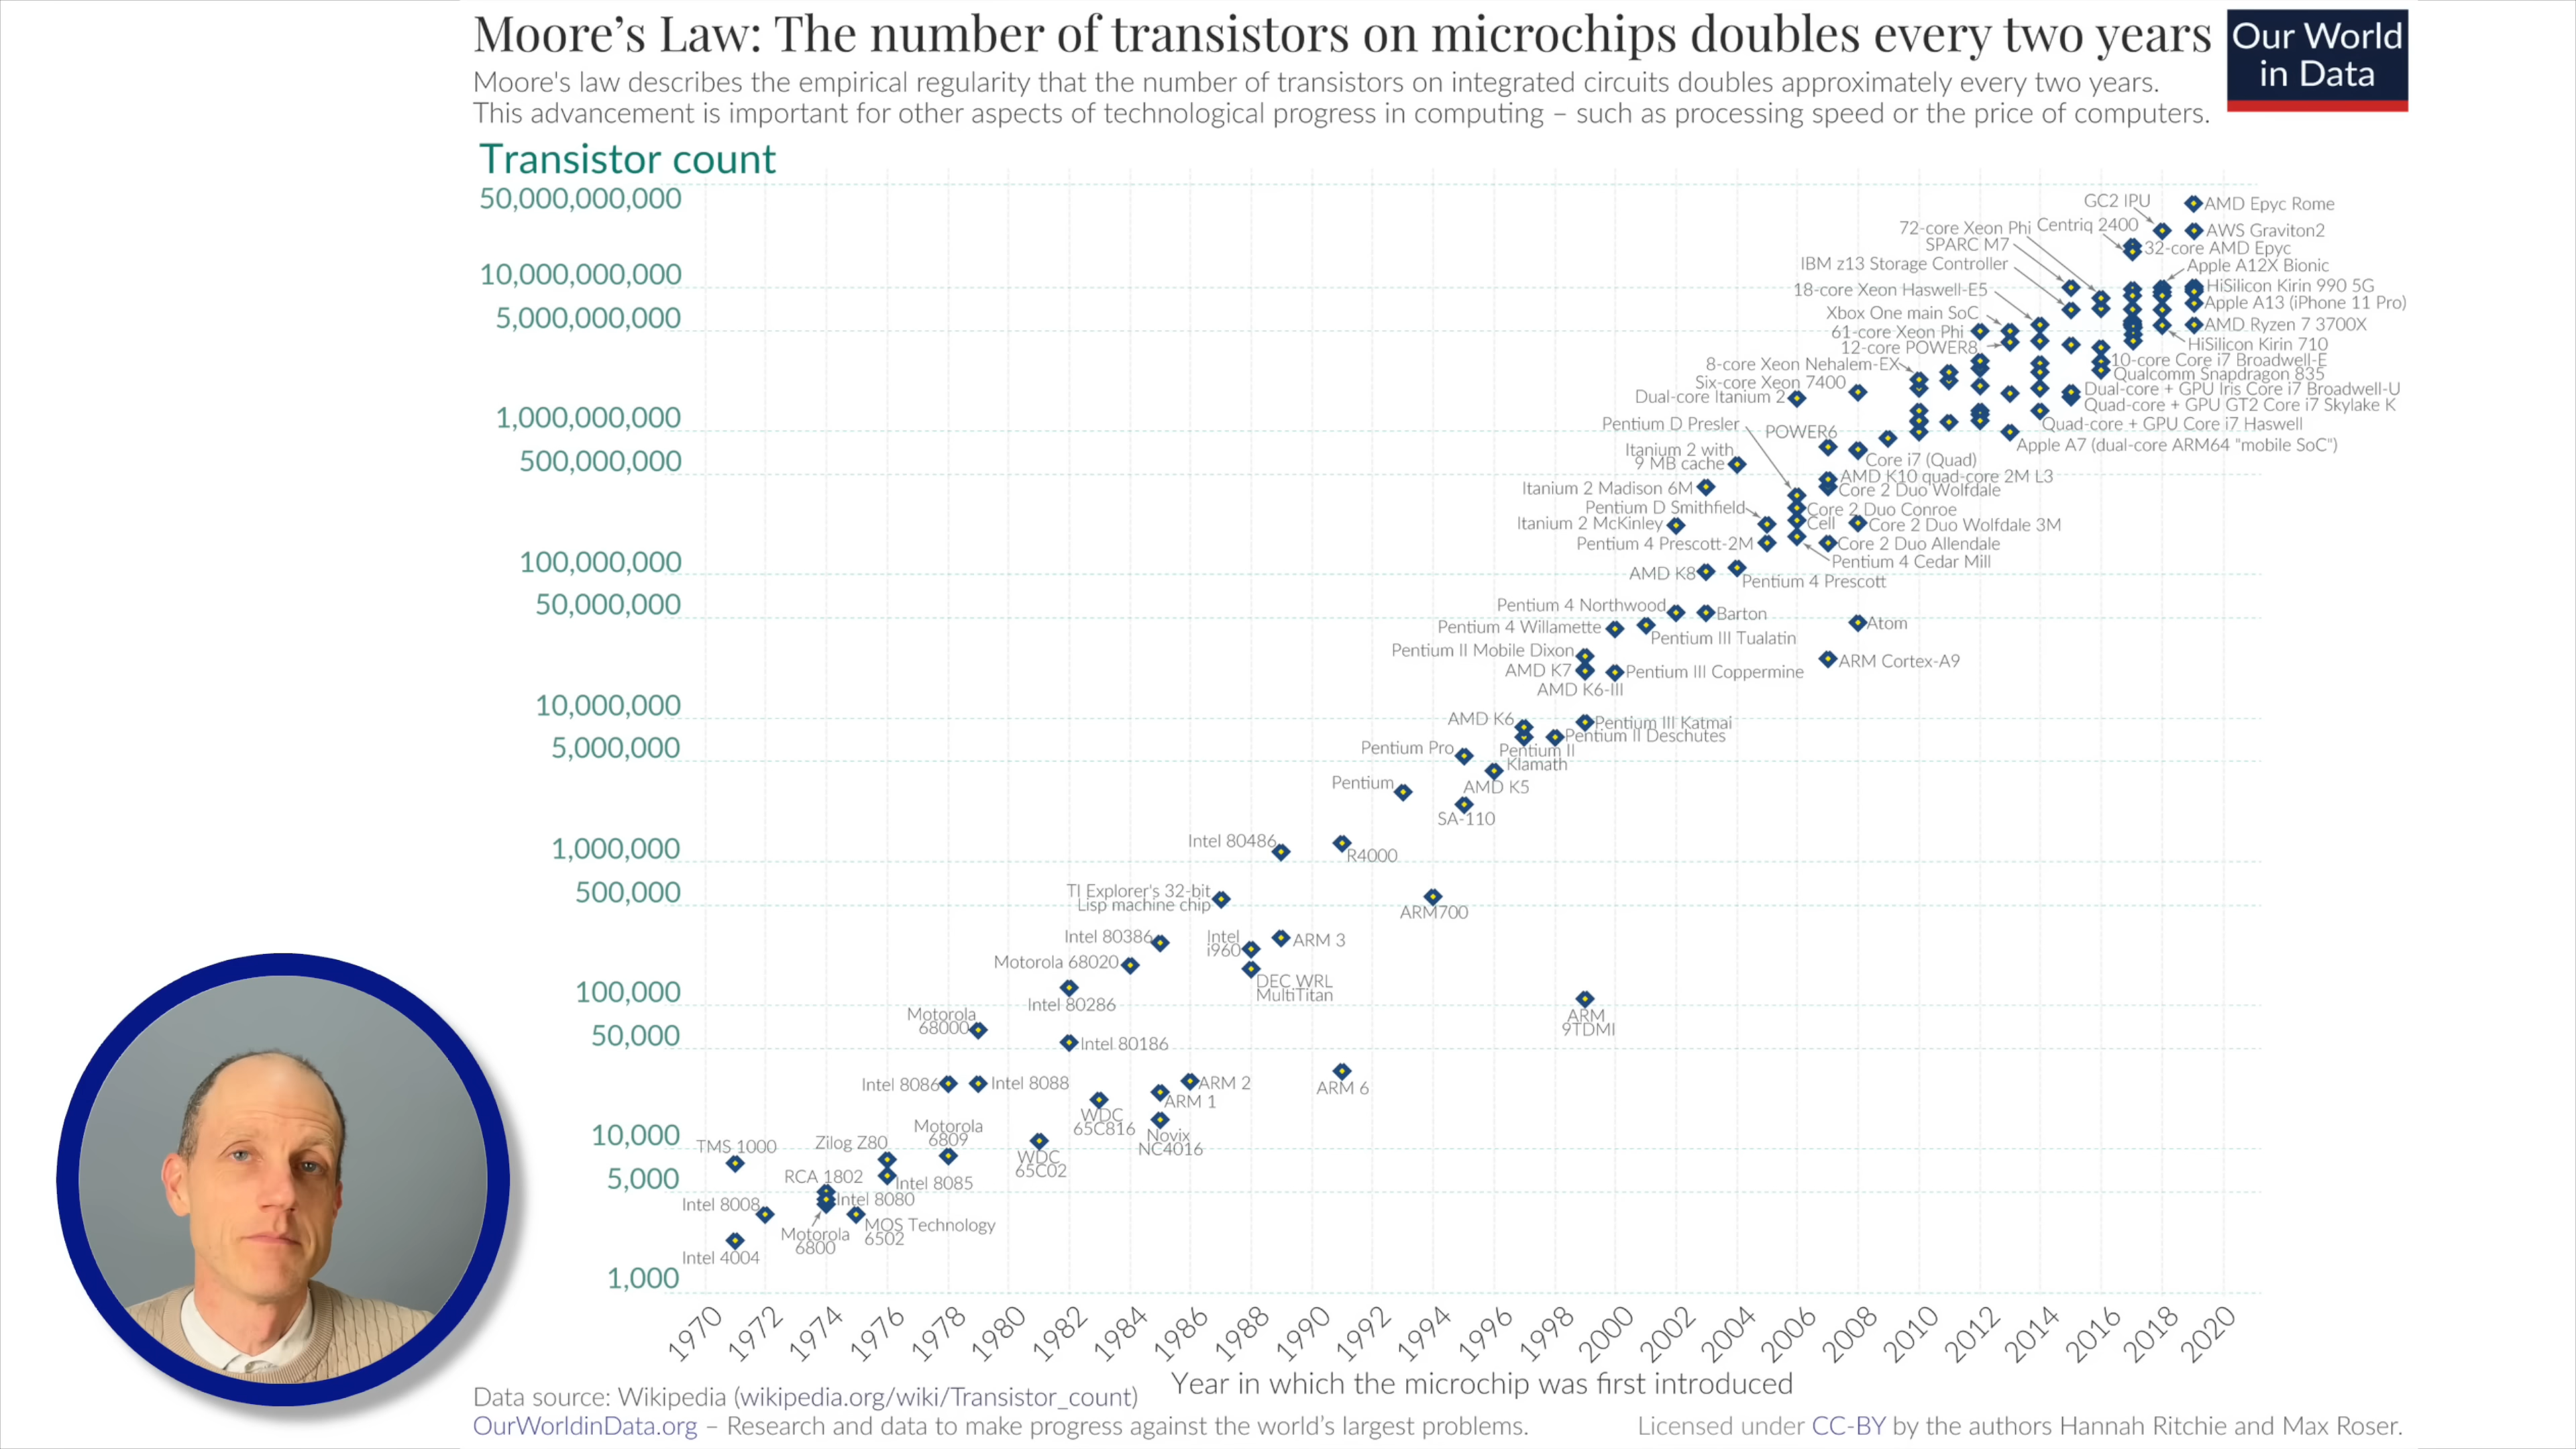 Moore’s Law: The number of transistors on microchips doubles every two years
Our World
in Data
Moore's law describes the empirical regularity that the number of transistors on integrated circuits doubles approximately every two years.
This advancement is important for other aspects of technological progress in computing – such as processing speed or the price of computers.
Transistor count
50,000,000,000
10,000,000,000
5,000,000,000
1,000,000,000
500,000,000
100,000,000
50,000,000
10,000,000
5,000,000
1,000,000
500,000
100,000
50,000
10,000
5,000
1,000
GC2 IPU
AMD Epyc Rome
72-core Xeon Phi
Centriq 2400
AWS Graviton2
SPARC M7
32-core AMD Epyc
IBM z13 Storage Controller
Apple A12X Bionic
18-core Xeon Haswell-E5
HiSilicon Kirin 990 5G
Apple A13 (iPhone 11 Pro)
Xbox One main SoC
61-core Xeon Phi
AMD Ryzen 7 3700X
12-core POWER8
HiSilicon Kirin 710
8-core Xeon Nehalem-EX
10-core Core i7 Broadwell-E
Six-core Xeon 7400
Qualcomm Snapdragon 835
Dual-core Itanium 2
Dual-core + GPU Iris Core i7 Broadwell-U
Quad-core + GPU GT2 Core i7 Skylake K
Pentium D Presler
POWER6
Quad-core + GPU Core i7 Haswell
Apple A7 (dual-core ARM64 "mobile SoC")
Itanium 2 with
9 MB cache
Core i7 (Quad)
AMD K10 quad-core 2M L3
Itanium 2 Madison 6M
Core 2 Duo Wolfdale
Pentium D Smithfield
Core 2 Duo Conroe
Itanium 2 McKinley
Cell
Core 2 Duo Wolfdale 3M
Pentium 4 Prescott-2M
Core 2 Duo Allendale
Pentium 4 Cedar Mill
AMD K8
Pentium 4 Prescott
Pentium 4 Northwood
Barton
Pentium 4 Willamette
Atom
Pentium III Tualatin
Pentium II Mobile Dixon
ARM Cortex-A9
AMD K7
Pentium III Coppermine
AMD K6-III
AMD K6
Pentium III Katmai
Pentium II Deschutes
Pentium Pro
Pentium II
Klamath
Pentium
AMD K5
SA-110
Intel 80486
R4000
TI Explorer's 32-bit
Lisp machine chip
ARM700
Intel 80386
Intel
i960
ARM 3
Motorola 68020
DEC WRL
MultiTitan
Intel 80286
ARM
9TDMI
Motorola
68000
Intel 80186
Intel 8086
Intel 8088
ARM 2
ARM 6
ARM 1
WDC
65C816
Novix
NC4016
Motorola
6809
WDC
65C02
TMS 1000
Zilog Z80
RCA 1802
Intel 8085
Intel 8008
Intel 8080
Motorola
6800
MOS Technology
6502
Intel 4004
1970
1972
1974
1976
1978
1980
1982
1984
1986
1988
1990
1992
1994
1996
1998
2000
2002
2004
2006
2008
2010
2012
2014
2016
2018
2020
Year in which the microchip was first introduced
Data source: Wikipedia (wikipedia.org/wiki/Transistor_count)
OurWorldinData.org – Research and data to make progress against the world’s largest problems.
Licensed under CC-BY by the authors Hannah Ritchie and Max Roser.